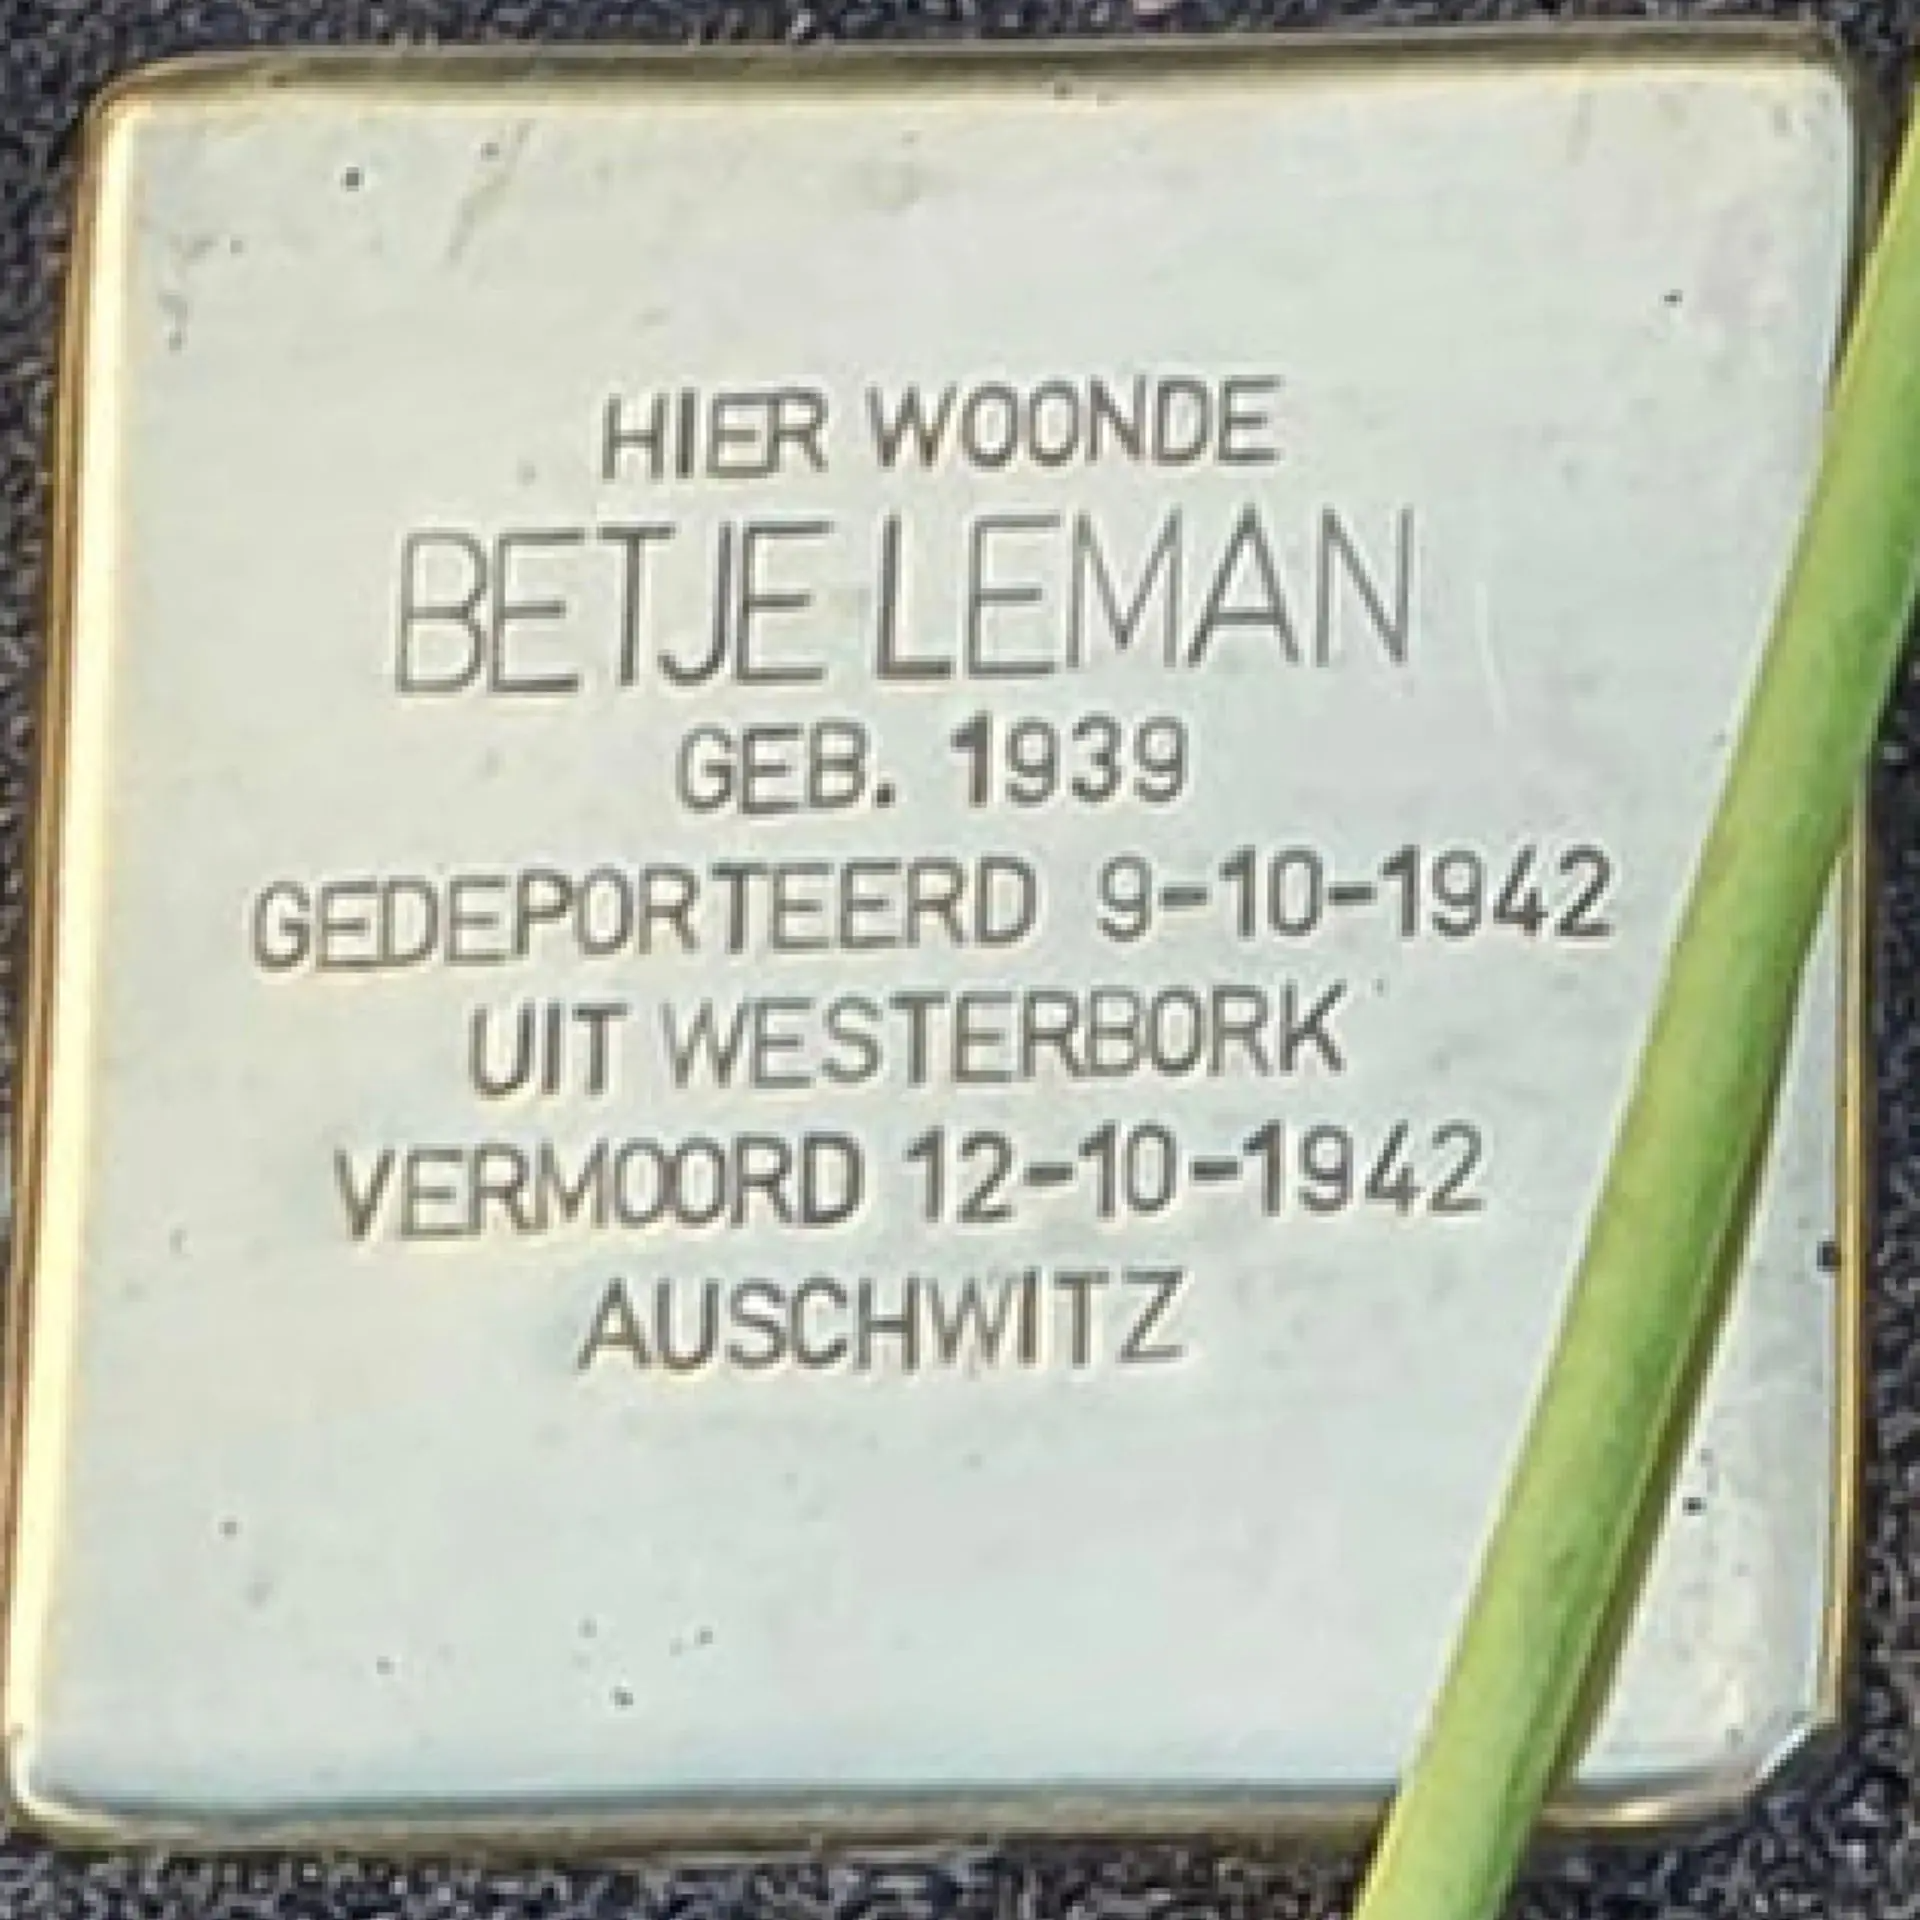 HIER WOONDE
BETJE LEMAN
GEB. 1939
GEDEPORTEERD 9-10-1942
UIT WESTERBORK
VERMOORD 12-10-1942
AUSCHWITZ